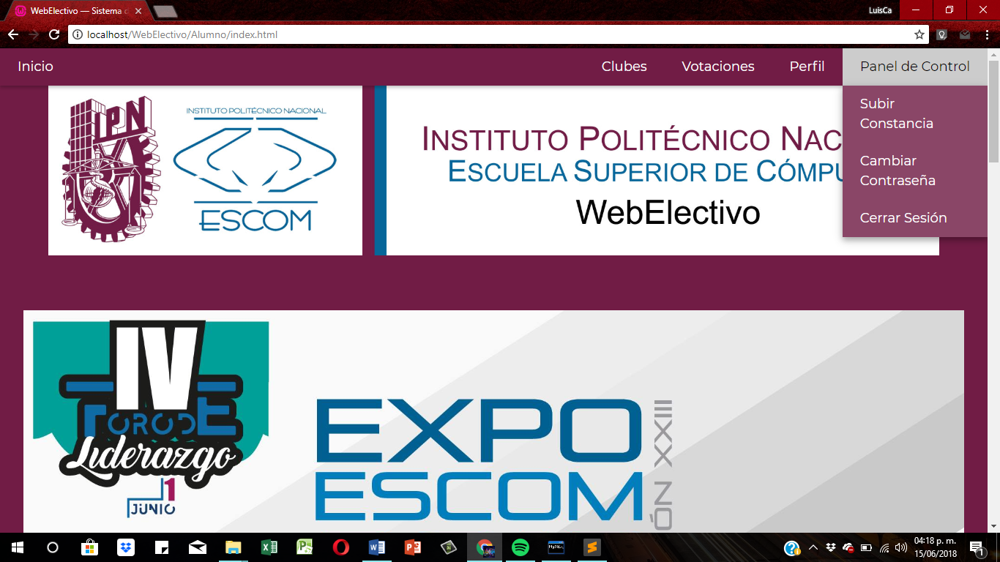 WebElectivo — Sistema d
LuisCa
localhost/WebElectivo/Alumno/index.html
Inicio
Clubes
Votaciones
Perfil
Panel de Control
Subir
Constancia
Cambiar
Contraseña
Cerrar Sesión
IPN
INSTITUTO POLITÉCNICO NACIONAL
ESCOM
INSTITUTO POLITÉCNICO NAC
ESCUELA SUPERIOR DE CÓMPU
WebElectivo
IV
FORO DE
Liderazgo
1
JUNIO
EXPO
ESCOM
ÓN XXIII
MySQL
04:18 p. m.
15/06/2018
1